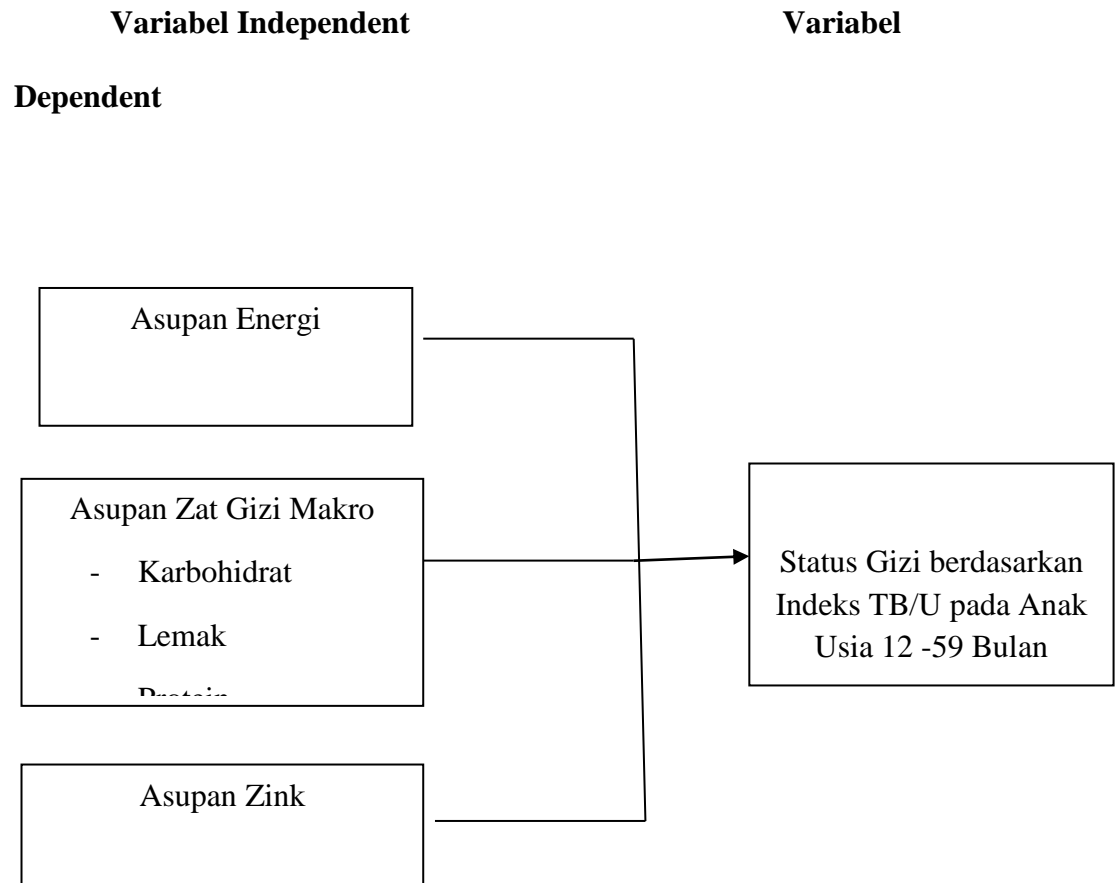 Variabel Independent Variabel
Dependent
Asupan Energi
Asupan Zat Gizi Makro
- Karbohidrat
- Lemak
Protein
Status Gizi berdasarkan
Indeks TB/U pada Anak
Usia 12 -59 Bulan
Asupan Zink